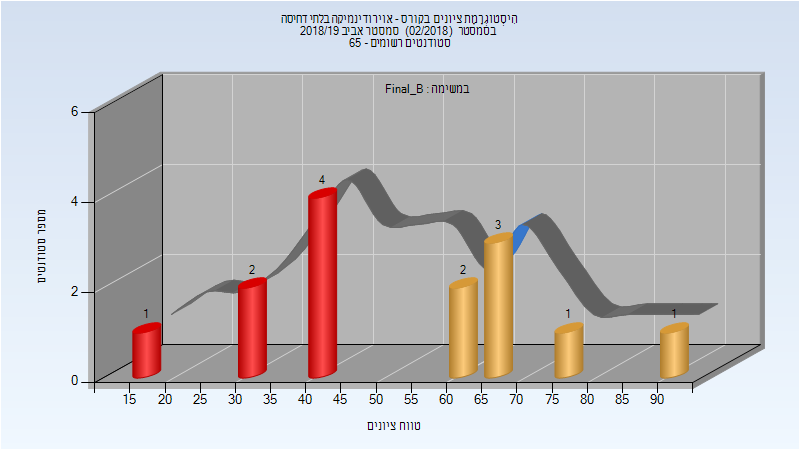 היסטוגרמת ציונים בקורס - אוירודינמיקה בלתי דחיסה
בסמסטר (02/2018) סמסטר אביב 2018/19
סטודנטים רשומים - 65
במשימה : Final_B
מספר סטודנטים
6
4
2
0
1
2
4
2
3
1
1
15 20 25 30 35 40 45 50 55 60 65 70 75 80 85 90
טווח ציונים